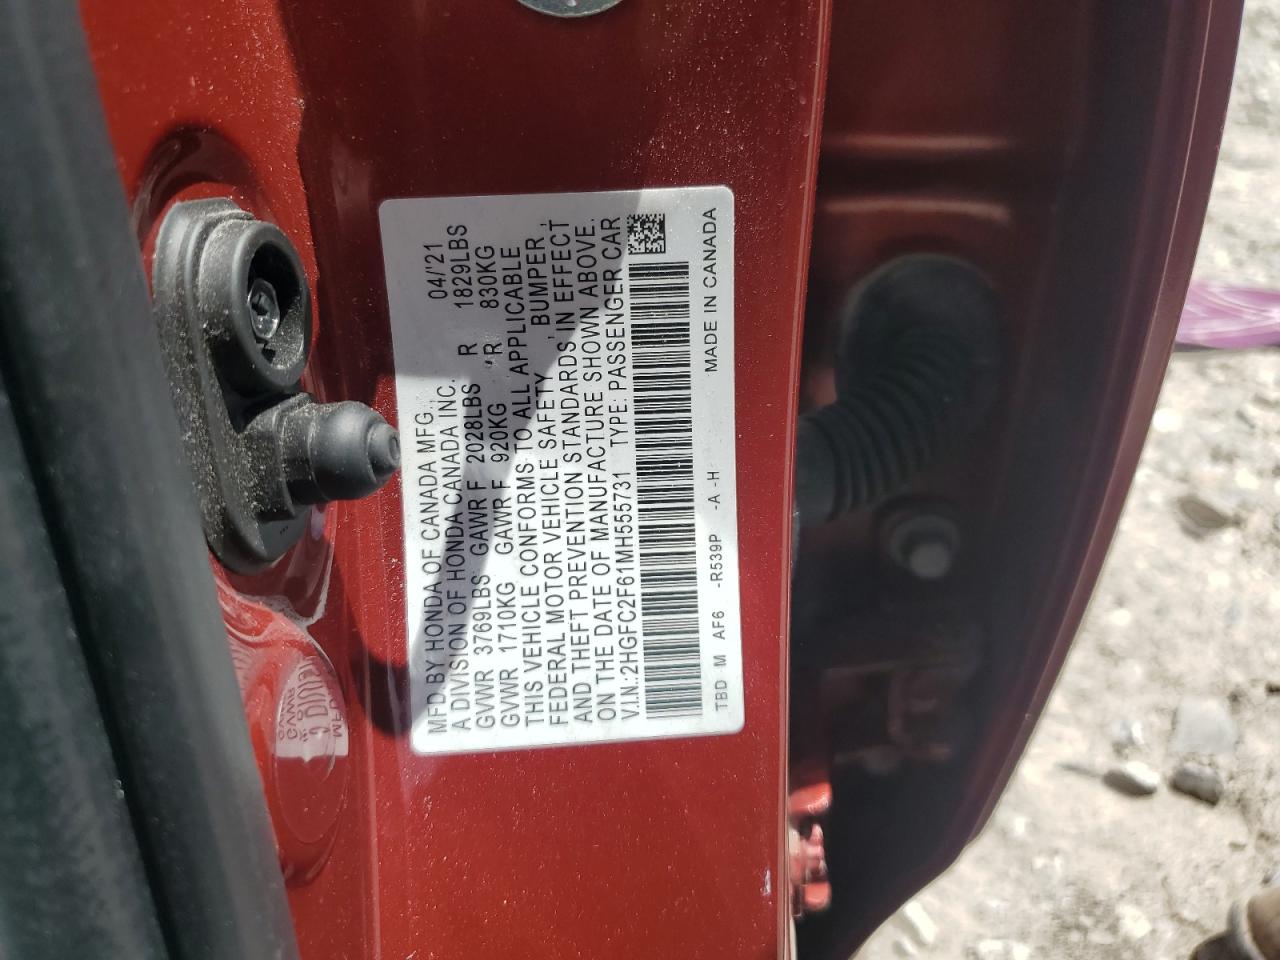 MFD.BY HONDA OF CANADA MFG., 04/'21
A DIVISION OF HONDA CANADA INC.
GVWR 3769LBS GAWR F 2028LBS R 1829LBS
GVWR 1710KG GAWR F 920KG R 830KG
THIS VEHICLE CONFORMS TO ALL APPLICABLE
FEDERAL MOTOR VEHICLE SAFETY , BUMPER ,
AND THEFT PREVENTION STANDARDS IN EFFECT
ON THE DATE OF MANUFACTURE SHOWN ABOVE.
V.I.N.:2HGFC2F61MH555731 TYPE: PASSENGER CAR
TBD M AF6 -R539P -A -H MADE IN CANADA